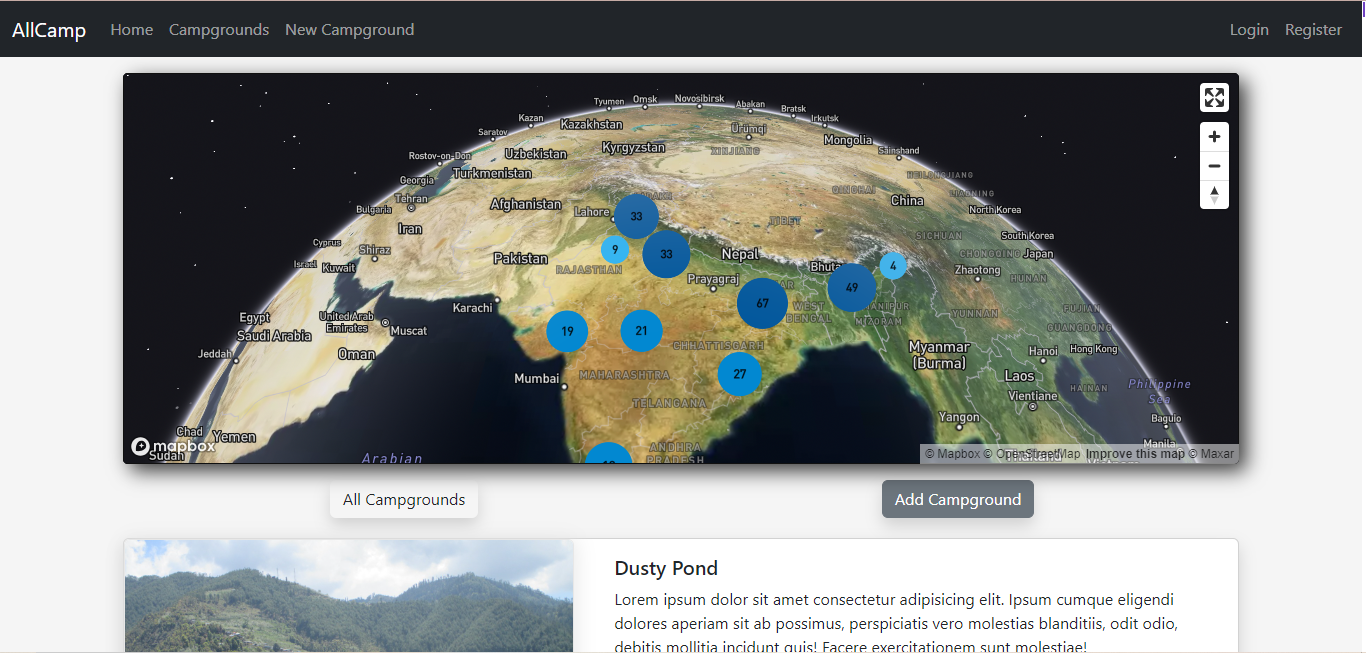 AllCamp Home Campgrounds New Campground Login Register
Tyumen Omsk Novosibirsk Abakan Bratsk
Kazan Kazakhstan Irkutsk
Saratov Ürümqi Mongolia
Rostov-on-Don Uzbekistan Kyrgyzstan XINJIANG Sainshand
Georgia Turkmenistan HEILONGJIANG
Tehran QINGHAI LIAONING
Bulgaria Afghanistan Lahore 33 TIBET China North Korea
Iran
Cyprus Shiraz 9 33 SICHUAN South Korea
Israel Kuwait Pakistan RAJASTHAN Nepal Bhuta 4 CHONGQING Japan
Prayagraj Zhaotong HUNAN
49
Karachi 67 AR WEST BENGAL MANIPUR YUNNAN FUJIAN
Egypt United Arab Emirates MIZORAM GUANGDONG
Saudi Arabia Muscat 19 21
Jeddah Oman CHHATTISGARH Myanmar (Burma) Hanoi Hong Kong
Mumbai MAHARASHTRA 27 Laos HAINAN Philippine Sea
TELANGANA Vientiane
Yangon Baguio
Chad Yemen ANDHRA PRADESH Manila
mapbox
Sudan Arabian
© Mapbox © OpenStreetMap Improve this map © Maxar
All Campgrounds Add Campground
Dusty Pond
Lorem ipsum dolor sit amet consectetur adipisicing elit. Ipsum cumque eligendi
dolores aperiam sit ab possimus, perspiciatis vero molestias blanditiis, odit odio,
debitis mollitia incidunt quis! Facere exercitationem sunt molestiae!